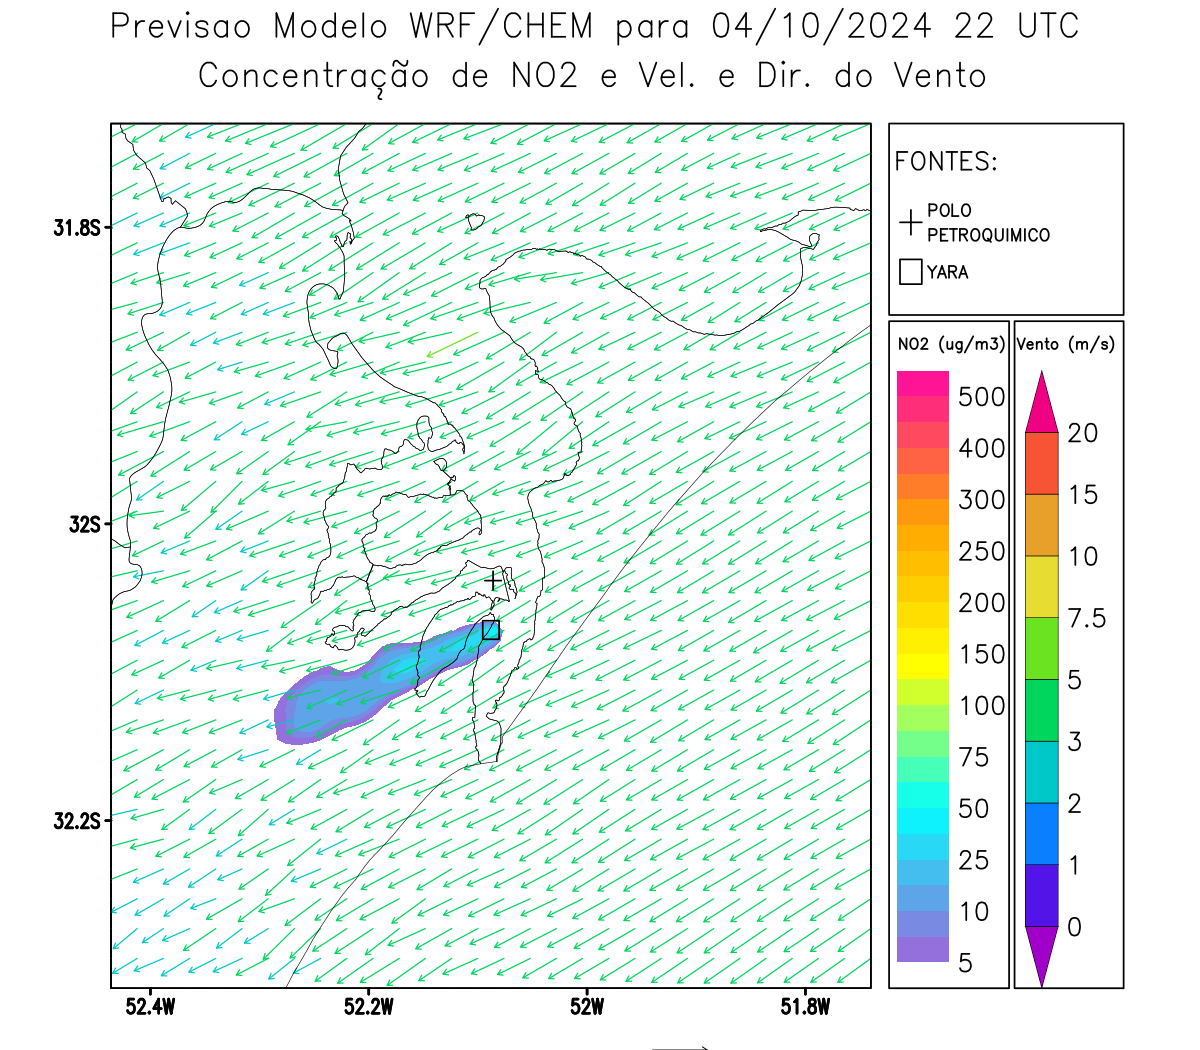 Previsao Modelo WRF/CHEM para 04/10/2024 22 UTC
Concentração de NO2 e Vel. e Dir. do Vento
FONTES:
POLO
PETROQUIMICO
YARA
NO2 (ug/m3)
500
400
300
250
200
150
100
75
50
25
10
5
Vento (m/s)
20
15
10
7.5
5
3
2
1
0
31.8S
32S
32.2S
52.4W
52.2W
52W
51.8W